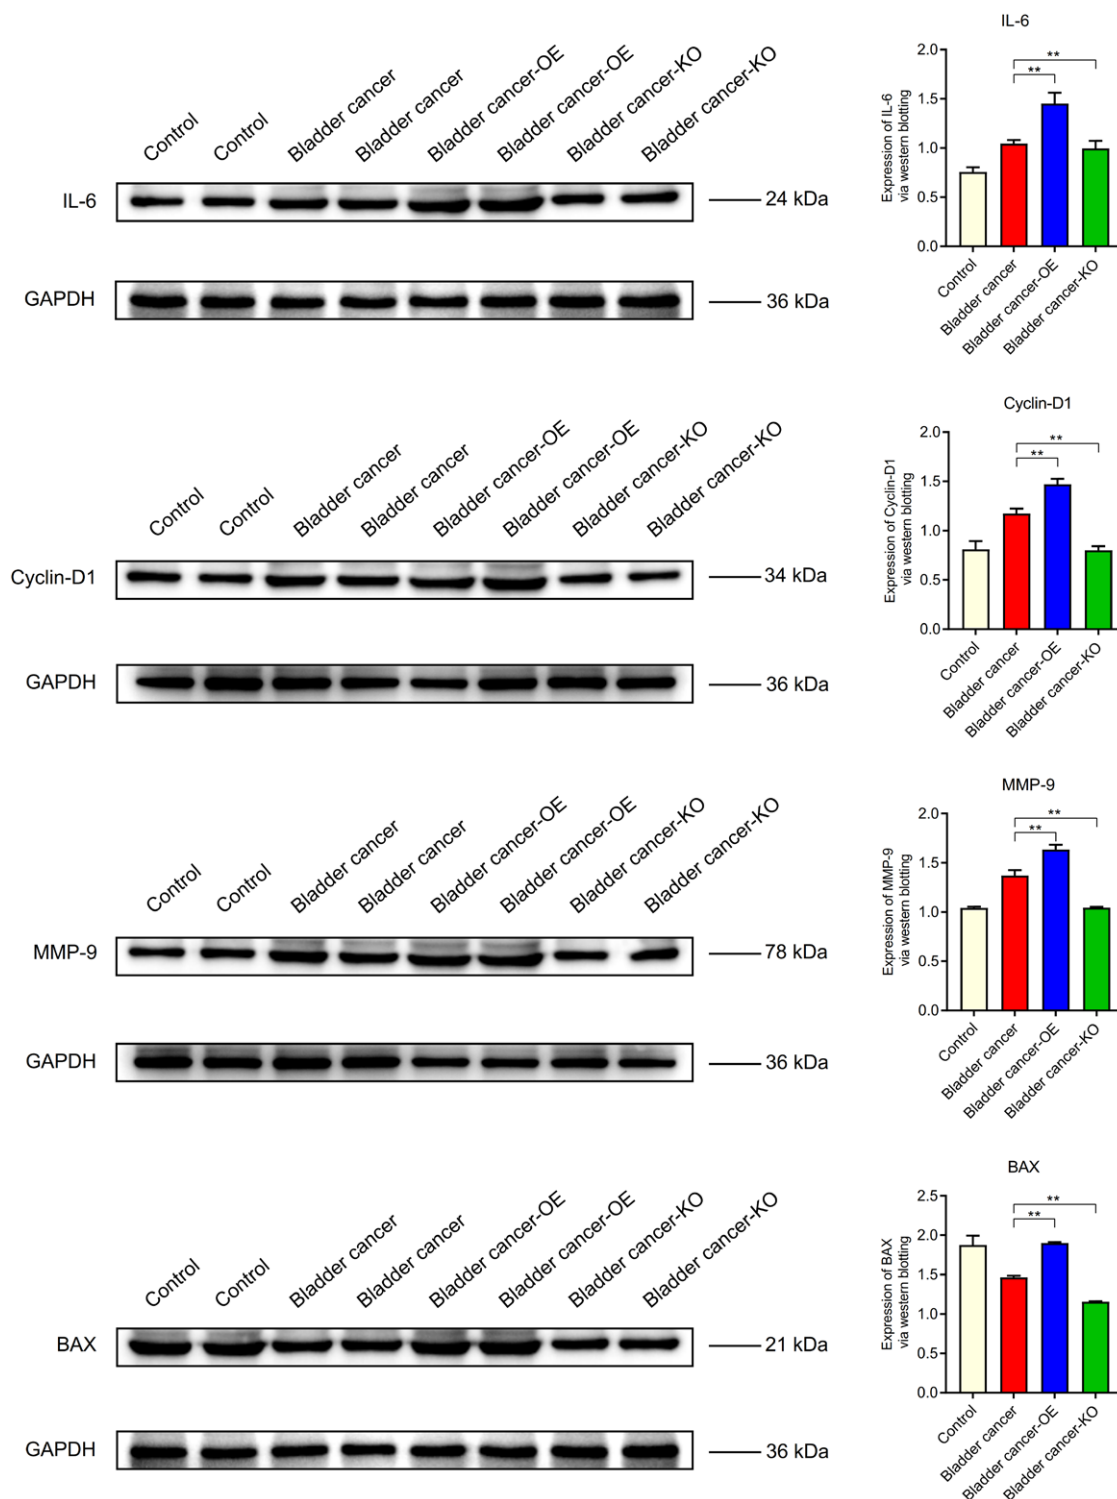 Control
Control
Bladder cancer
Bladder cancer
Bladder cancer-OE
Bladder cancer-OE
Bladder cancer-KO
Bladder cancer-KO
IL-6
24 kDa
GAPDH
36 kDa
IL-6
Expression of IL-6
via western blotting
2.0
1.5
1.0
0.5
0.0
**
**
Control
Bladder cancer
Bladder cancer-OE
Bladder cancer-KO
Control
Control
Bladder cancer
Bladder cancer
Bladder cancer-OE
Bladder cancer-OE
Bladder cancer-KO
Bladder cancer-KO
Cyclin-D1
34 kDa
GAPDH
36 kDa
Cyclin-D1
Expression of Cyclin-D1
via western blotting
2.0
1.5
1.0
0.5
0.0
**
**
Control
Bladder cancer
Bladder cancer-OE
Bladder cancer-KO
Control
Control
Bladder cancer
Bladder cancer
Bladder cancer-OE
Bladder cancer-OE
Bladder cancer-KO
Bladder cancer-KO
MMP-9
78 kDa
GAPDH
36 kDa
MMP-9
Expression of MMP-9
via western blotting
2.0
1.5
1.0
0.5
0.0
**
**
Control
Bladder cancer
Bladder cancer-OE
Bladder cancer-KO
Control
Control
Bladder cancer
Bladder cancer
Bladder cancer-OE
Bladder cancer-OE
Bladder cancer-KO
Bladder cancer-KO
BAX
21 kDa
GAPDH
36 kDa
BAX
Expression of BAX
via western blotting
2.5
2.0
1.5
1.0
0.5
0.0
**
**
Control
Bladder cancer
Bladder cancer-OE
Bladder cancer-KO